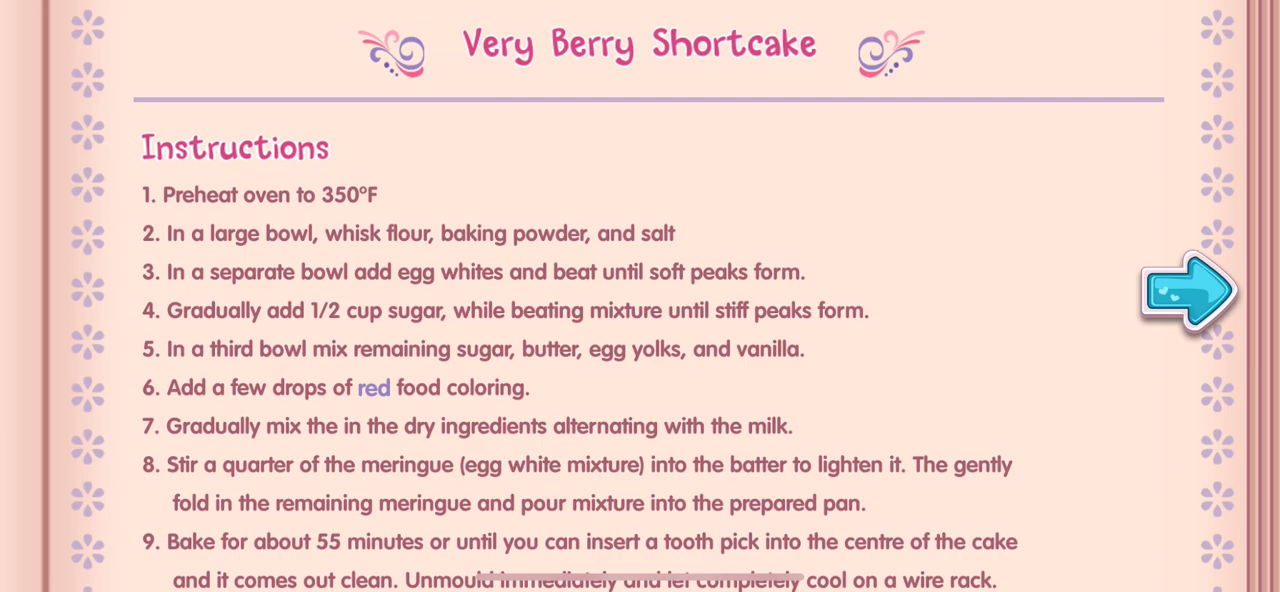 Very Berry Shortcake
Instructions
1. Preheat oven to 350°F
2. In a large bowl, whisk flour, baking powder, and salt
3. In a separate bowl add egg whites and beat until soft peaks form.
4. Gradually add 1/2 cup sugar, while beating mixture until stiff peaks form.
5. In a third bowl mix remaining sugar, butter, egg yolks, and vanilla.
6. Add a few drops of red food coloring.
7. Gradually mix the in the dry ingredients alternating with the milk.
8. Stir a quarter of the meringue (egg white mixture) into the batter to lighten it. The gently
fold in the remaining meringue and pour mixture into the prepared pan.
9. Bake for about 55 minutes or until you can insert a tooth pick into the centre of the cake
and it comes out clean. Unmould immediately and let completely cool on a wire rack.